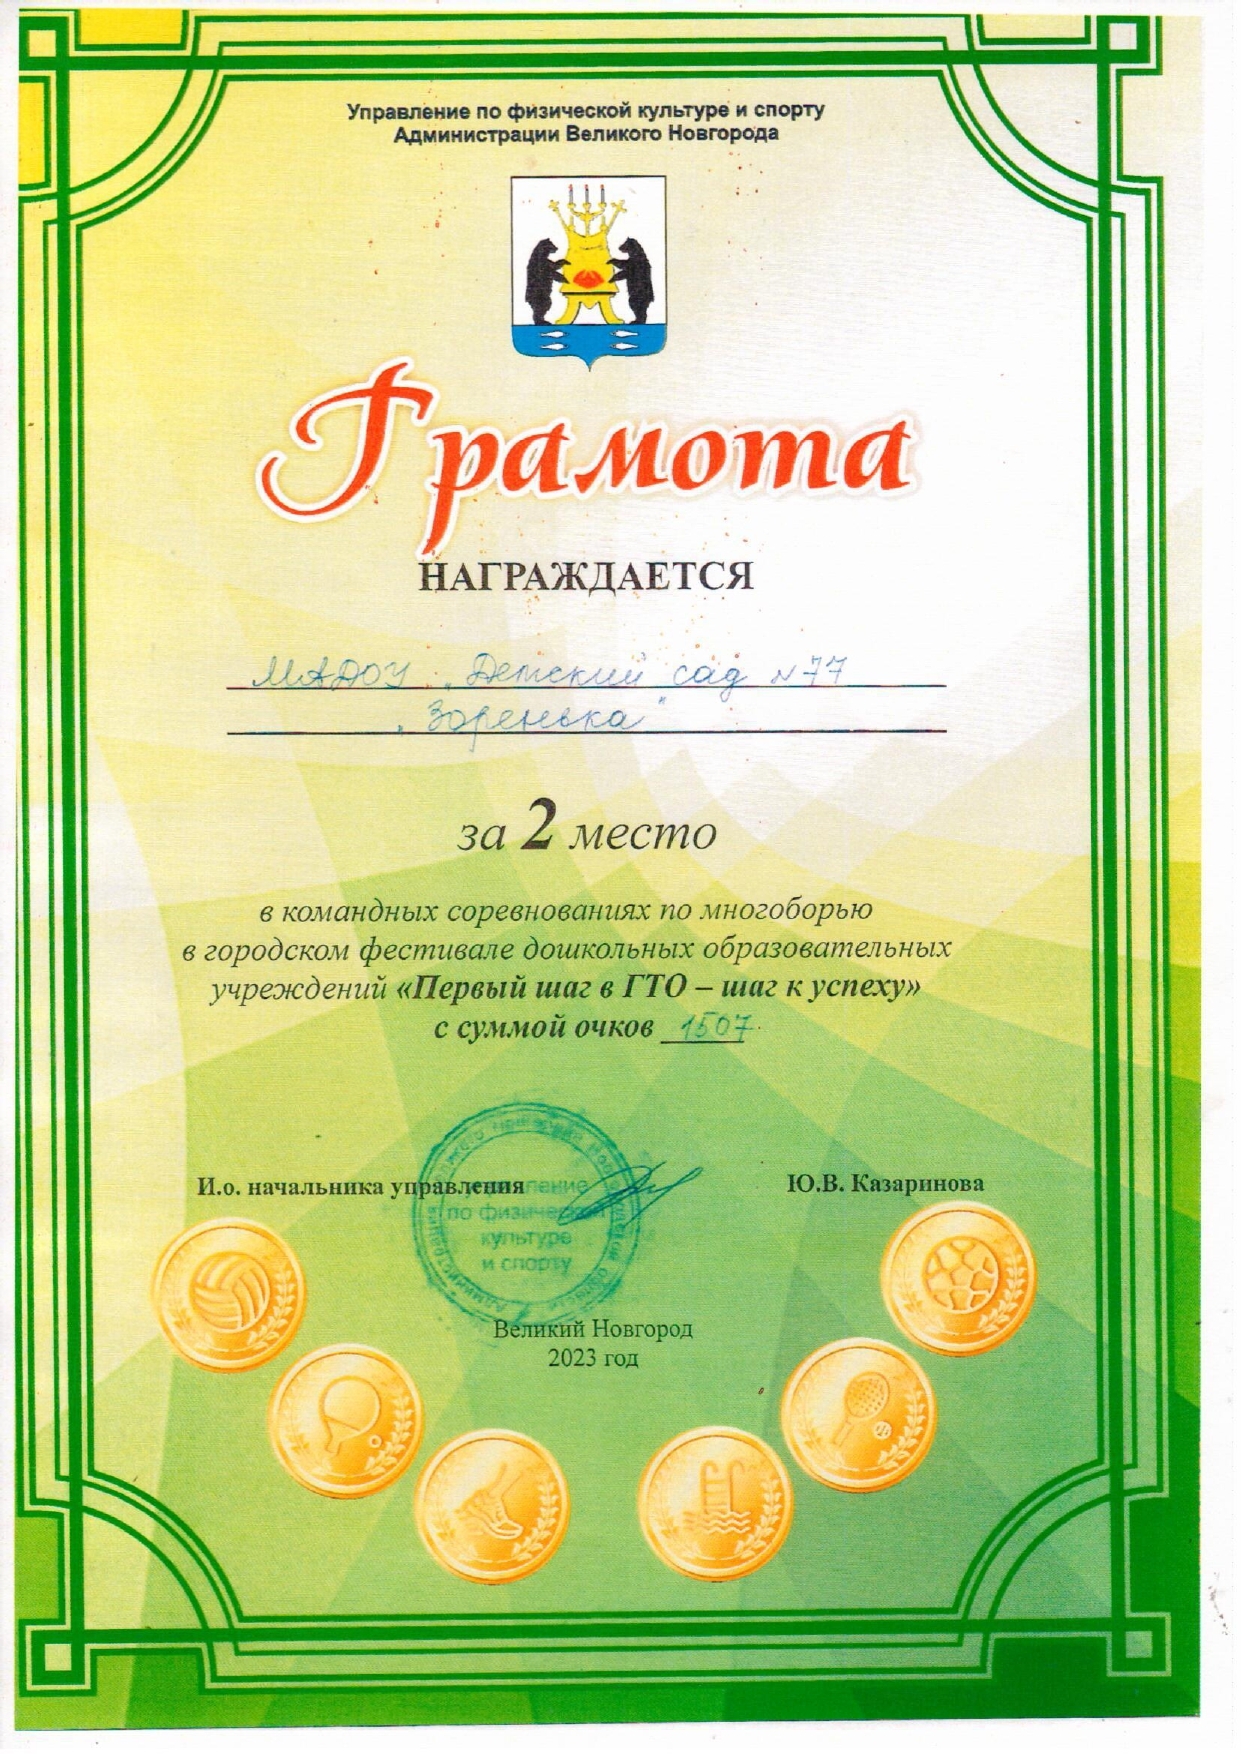 Управление по физической культуре и спорту
Администрации Великого Новгорода
Грамота
НАГРАЖДАЕТСЯ
МАДОУ "Детский сад №77
"Зоренька"
за 2 место
в командных соревнованиях по многоборью
в городском фестивале дошкольных образовательных
учреждений «Первый шаг в ГТО – шаг к успеху»
с суммой очков 1507
И.о. начальника управления
Ю.В. Казаринова
управление
по физической
культуре
и спорту
Великий Новгород
2023 год